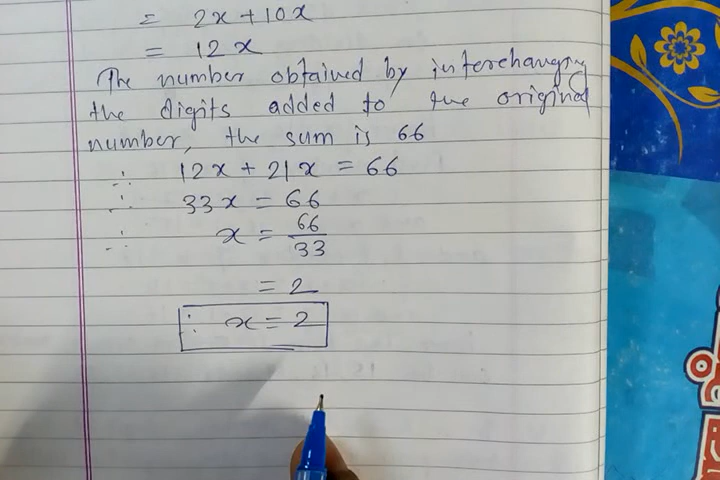 = 2x + 10x
= 12x
The number obtained by interchanging
the digits added to the original
number, the sum is 66
∴ 12x + 21x = 66
∴ 33x = 66
∴ x = 66/33
= 2
∴ x = 2